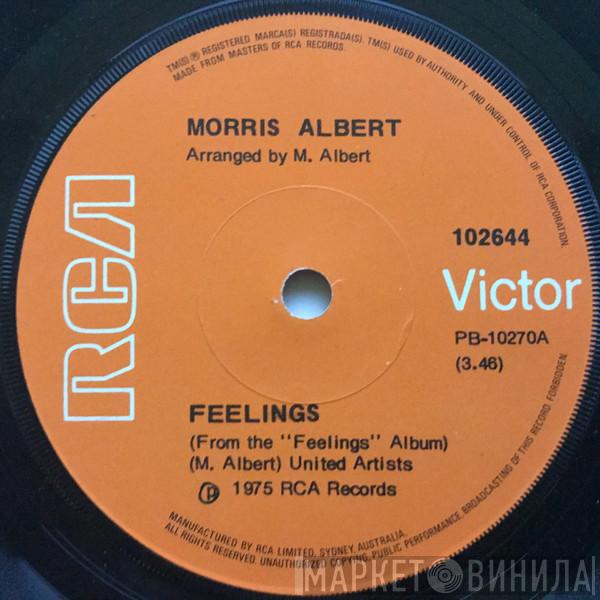 TM(S) ® REGISTERED MARCA(S) REGISTRADA(S). TM(S) USED BY AUTHORITY AND UNDER CONTROL OF RCA CORPORATION.
MADE FROM MASTERS OF RCA RECORDS.
MORRIS ALBERT
Arranged by M. Albert
RCA
102644
Victor
PB-10270A
(3.46)
FEELINGS
(From the "Feelings" Album)
(M. Albert) United Artists
℗ 1975 RCA Records
MANUFACTURED BY RCA LIMITED, SYDNEY, AUSTRALIA.
ALL RIGHTS RESERVED. UNAUTHORIZED COPYING, PUBLIC PERFORMANCE, BROADCASTING OF THIS RECORD FORBIDDEN.
МАРКЕТ ВИНИЛА